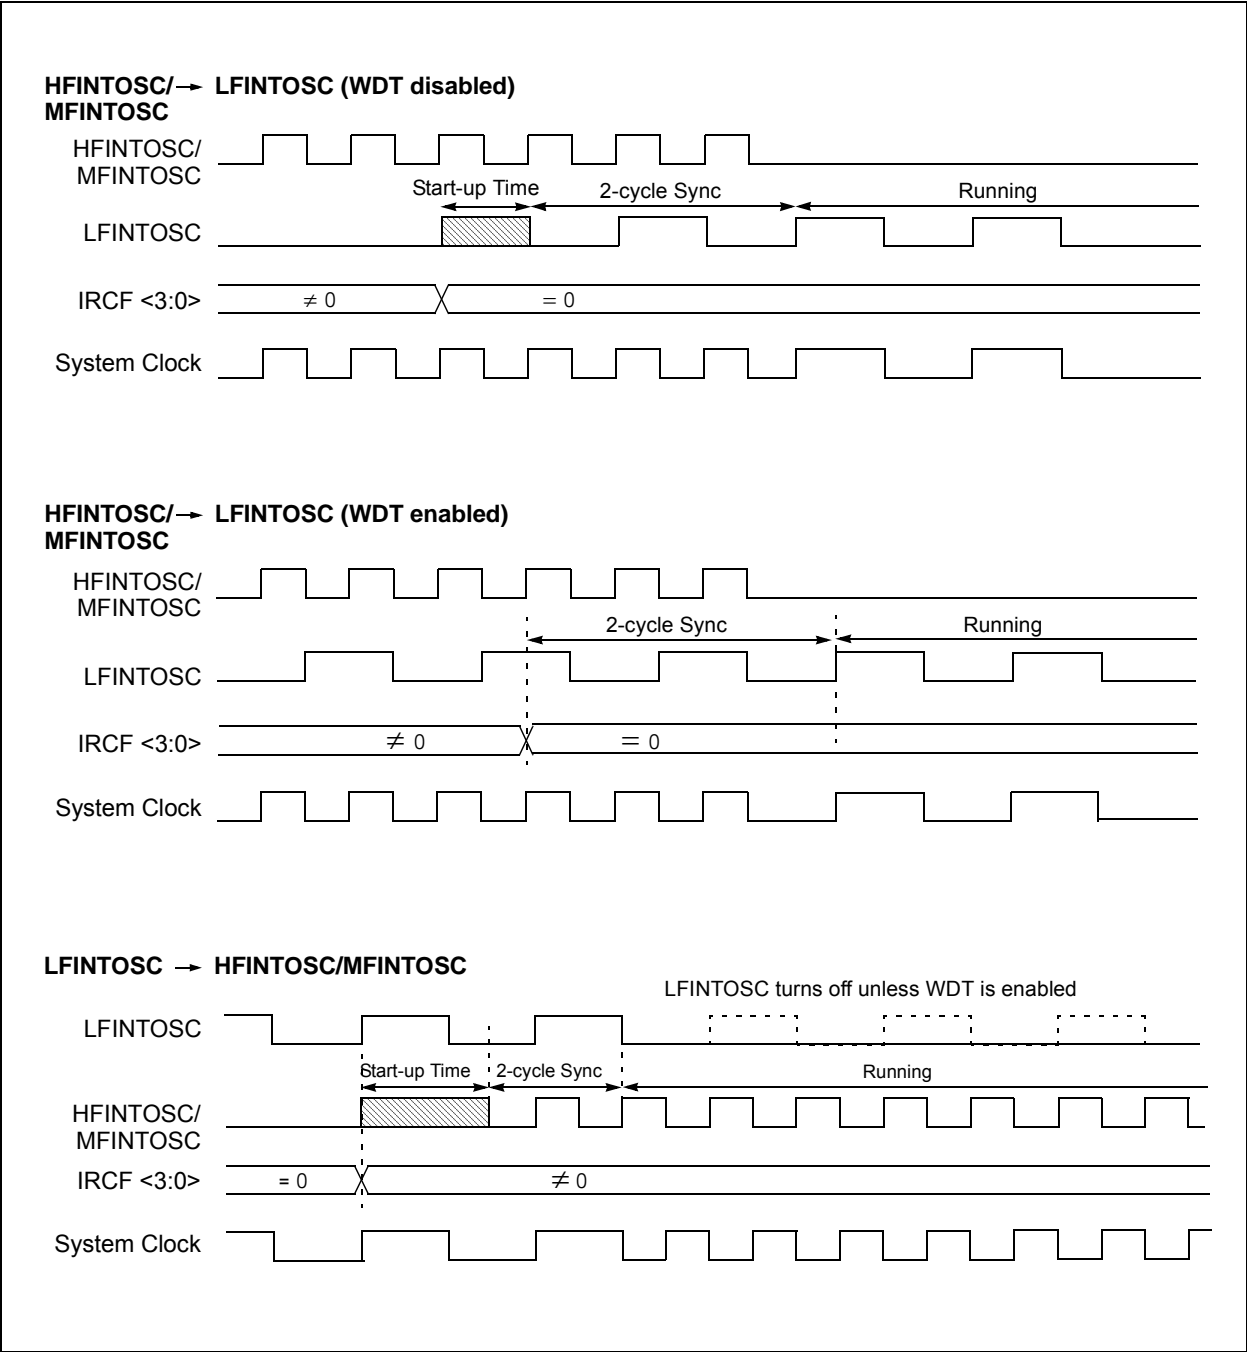 HFINTOSC/→ LFINTOSC (WDT disabled)
MFINTOSC
HFINTOSC/
MFINTOSC
Start-up Time 2-cycle Sync Running
LFINTOSC
IRCF <3:0> ≠ 0 = 0
System Clock
HFINTOSC/→ LFINTOSC (WDT enabled)
MFINTOSC
HFINTOSC/
MFINTOSC
2-cycle Sync Running
LFINTOSC
IRCF <3:0> ≠ 0 = 0
System Clock
LFINTOSC → HFINTOSC/MFINTOSC
LFINTOSC turns off unless WDT is enabled
LFINTOSC
Start-up Time 2-cycle Sync Running
HFINTOSC/
MFINTOSC
IRCF <3:0> = 0 ≠ 0
System Clock